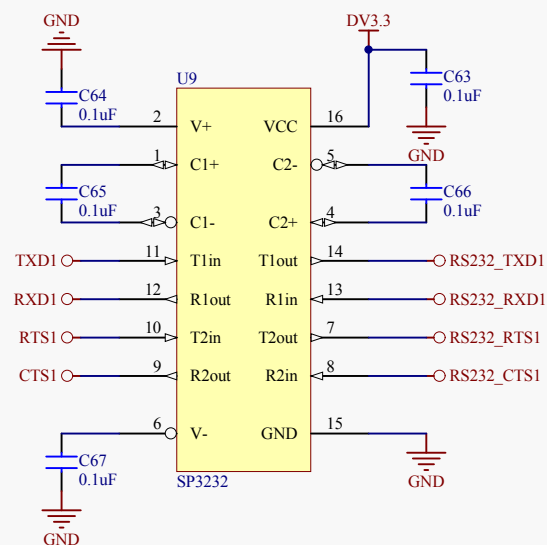 GND DV3.3
U9
C64 0.1uF 2 V+ VCC 16 C63 0.1uF
GND
1 C1+ C2- 5
C65 0.1uF C66 0.1uF
3 C1- C2+ 4
TXD1 11 T1in T1out 14 RS232_TXD1
RXD1 12 R1out R1in 13 RS232_RXD1
RTS1 10 T2in T2out 7 RS232_RTS1
CTS1 9 R2out R2in 8 RS232_CTS1
6 V- GND 15
C67 0.1uF
SP3232 GND
GND